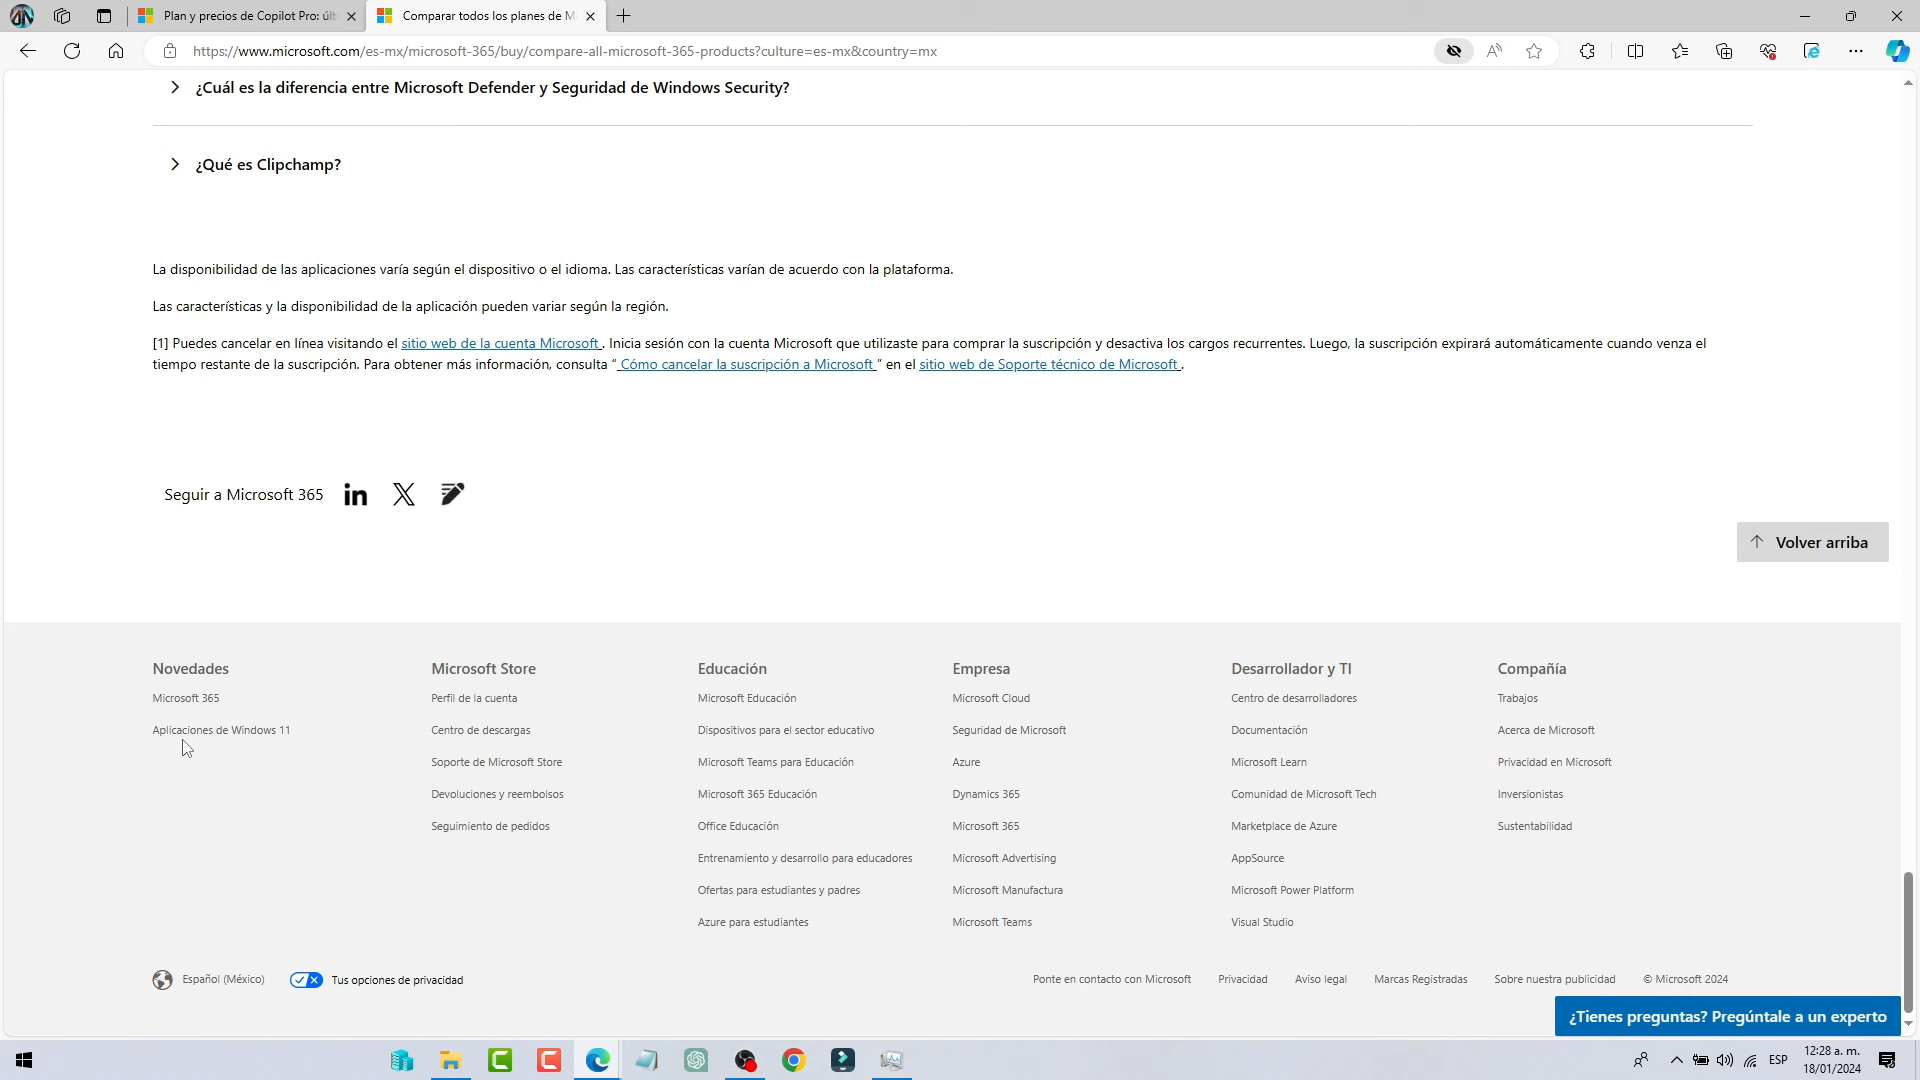 Plan y precios de Copilot Pro: últ
Comparar todos los planes de Mi
https://www.microsoft.com/es-mx/microsoft-365/buy/compare-all-microsoft-365-products?culture=es-mx&country=mx
¿Cuál es la diferencia entre Microsoft Defender y Seguridad de Windows Security?
¿Qué es Clipchamp?
La disponibilidad de las aplicaciones varía según el dispositivo o el idioma. Las características varían de acuerdo con la plataforma.
Las características y la disponibilidad de la aplicación pueden variar según la región.
[1] Puedes cancelar en línea visitando el sitio web de la cuenta Microsoft . Inicia sesión con la cuenta Microsoft que utilizaste para comprar la suscripción y desactiva los cargos recurrentes. Luego, la suscripción expirará automáticamente cuando venza el
tiempo restante de la suscripción. Para obtener más información, consulta “ Cómo cancelar la suscripción a Microsoft ” en el sitio web de Soporte técnico de Microsoft .
Seguir a Microsoft 365
Volver arriba
Novedades
Microsoft 365
Aplicaciones de Windows 11
Microsoft Store
Perfil de la cuenta
Centro de descargas
Soporte de Microsoft Store
Devoluciones y reembolsos
Seguimiento de pedidos
Educación
Microsoft Educación
Dispositivos para el sector educativo
Microsoft Teams para Educación
Microsoft 365 Educación
Office Educación
Entrenamiento y desarrollo para educadores
Ofertas para estudiantes y padres
Azure para estudiantes
Empresa
Microsoft Cloud
Seguridad de Microsoft
Azure
Dynamics 365
Microsoft 365
Microsoft Advertising
Microsoft Manufactura
Microsoft Teams
Desarrollador y TI
Centro de desarrolladores
Documentación
Microsoft Learn
Comunidad de Microsoft Tech
Marketplace de Azure
AppSource
Microsoft Power Platform
Visual Studio
Compañía
Trabajos
Acerca de Microsoft
Privacidad en Microsoft
Inversionistas
Sustentabilidad
Español (México)
Tus opciones de privacidad
Ponte en contacto con Microsoft
Privacidad
Aviso legal
Marcas Registradas
Sobre nuestra publicidad
© Microsoft 2024
¿Tienes preguntas? Pregúntale a un experto
ESP
12:28 a. m.
18/01/2024